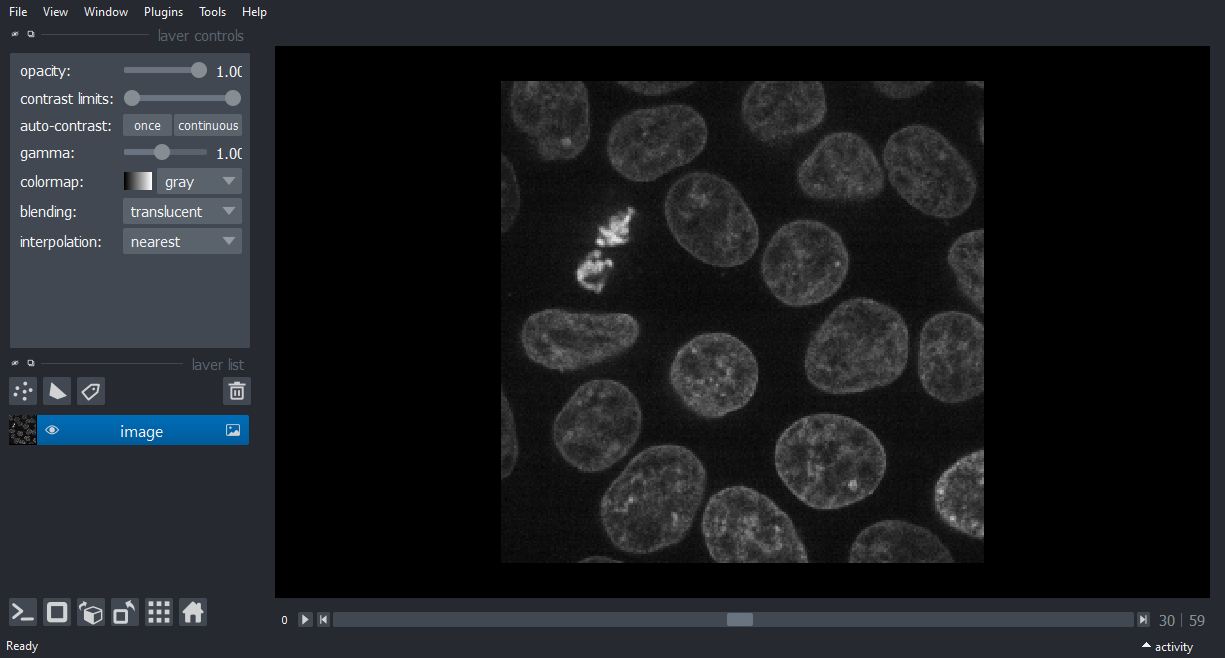 File View Window Plugins Tools Help
layer controls
opacity: 1.00
contrast limits:
auto-contrast: once continuous
gamma: 1.00
colormap: gray
blending: translucent
interpolation: nearest
layer list
image
0 30 | 59
Ready activity